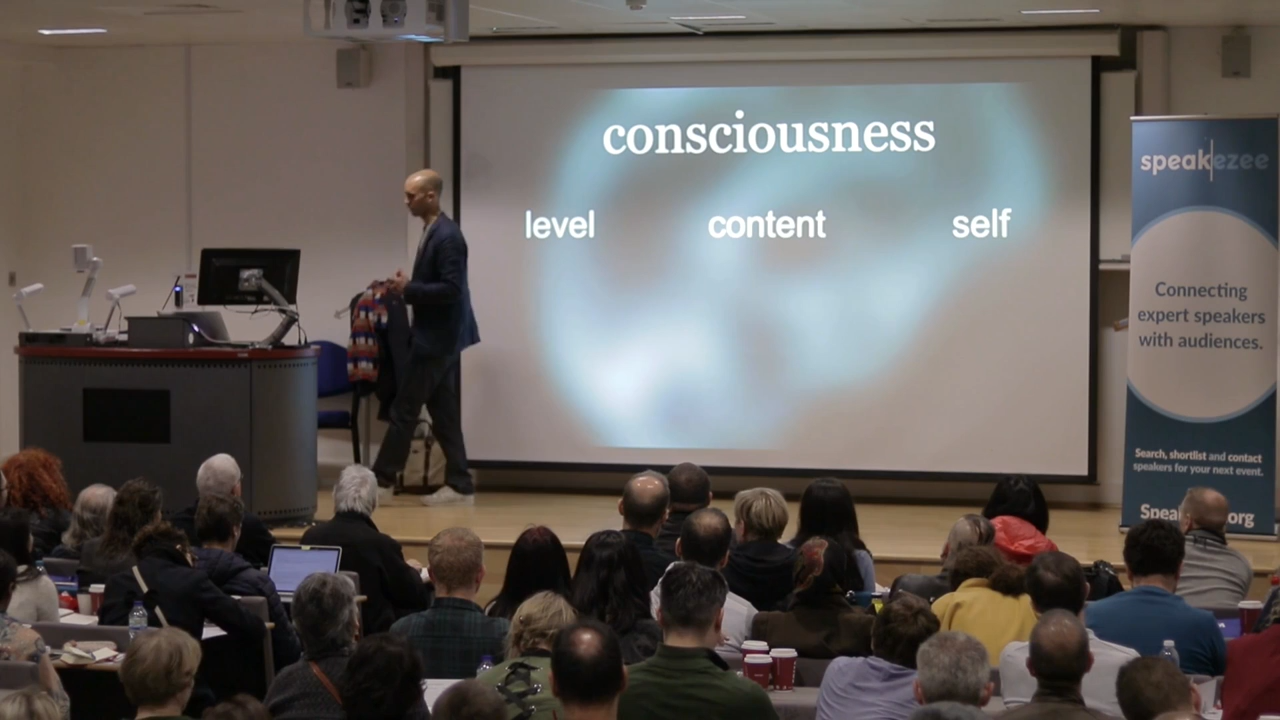 consciousness
level content self
speakezee
Connecting
expert speakers
with audiences.
Search, shortlist and contact
speakers for your next event.